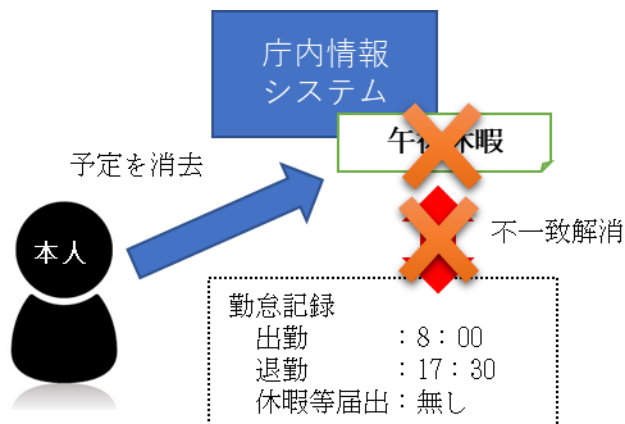 庁内情報
システム
午 休暇
予定を消去
本人
不一致解消
勤怠記録
出勤　　　：8：00
退勤　　　：17：30
休暇等届出：無し